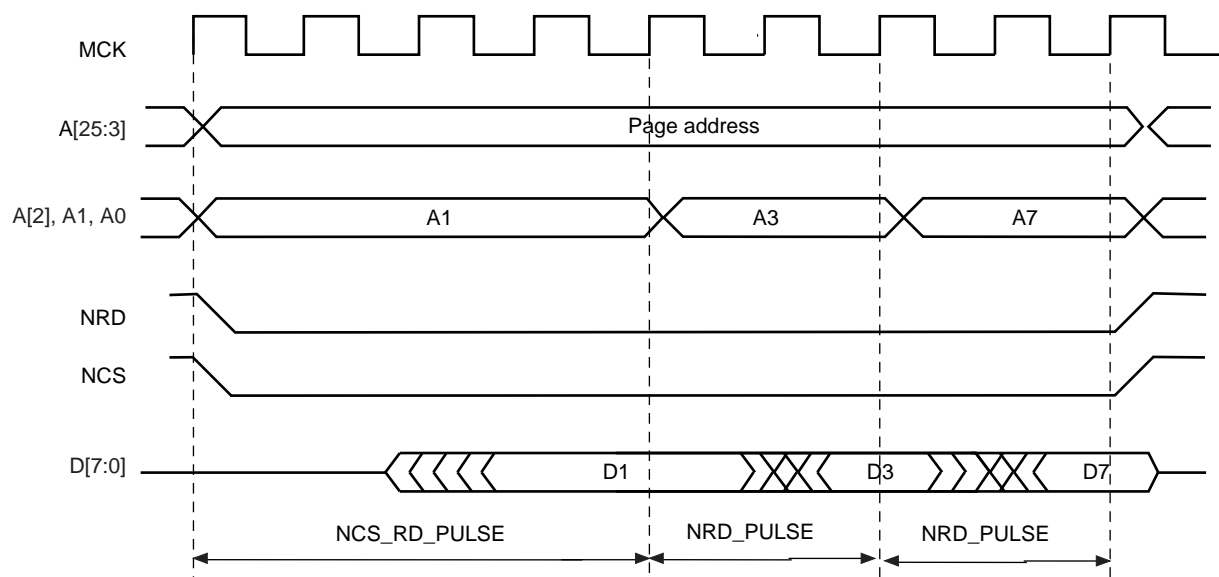 MCK
A[25:3]
Page address
A[2], A1, A0
A1
A3
A7
NRD
NCS
D[7:0]
D1
D3
D7
NCS_RD_PULSE
NRD_PULSE
NRD_PULSE